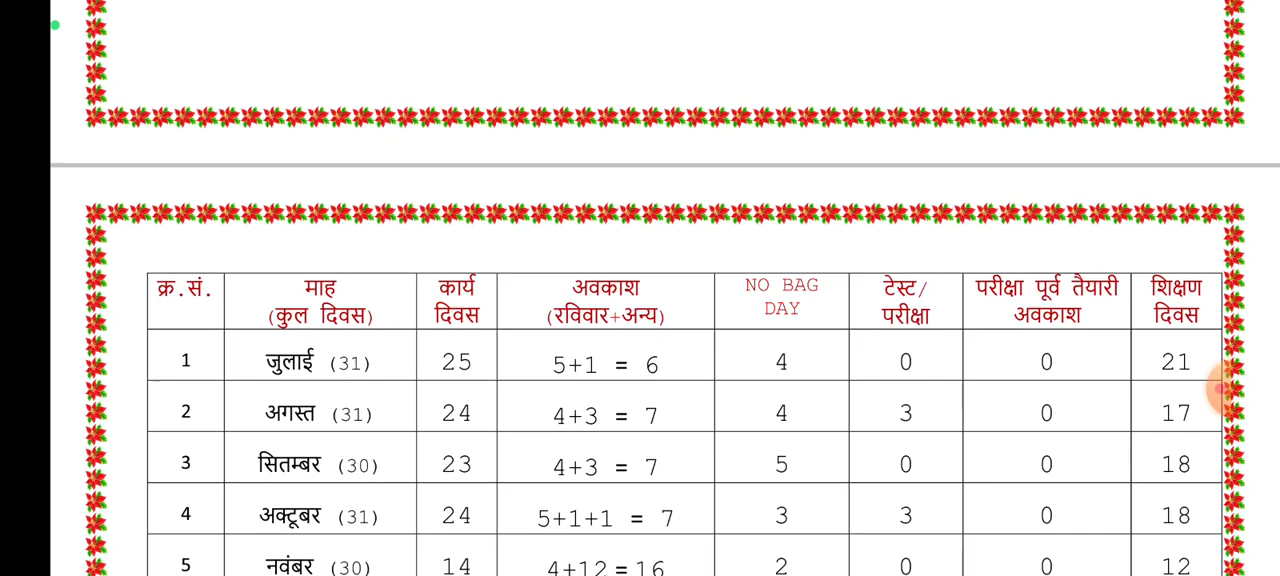 क्र.सं. माह (कुल दिवस) कार्य दिवस अवकाश (रविवार+अन्य) NO BAG DAY टेस्ट/ परीक्षा परीक्षा पूर्व तैयारी अवकाश शिक्षण दिवस
1 जुलाई (31) 25 5+1 = 6 4 0 0 21
2 अगस्त (31) 24 4+3 = 7 4 3 0 17
3 सितम्बर (30) 23 4+3 = 7 5 0 0 18
4 अक्टूबर (31) 24 5+1+1 = 7 3 3 0 18
5 नवंबर (30) 14 4+12=16 2 0 0 12